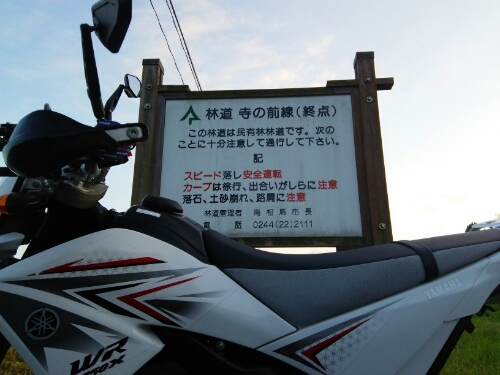 林道 寺の前線(終点)
この林道は民有林林道です。次の
ことに十分注意して通行して下さい。
記
スピード落し安全運転
カーブは徐行、出合いがしらに注意
落石、土砂崩れ、路肩に注意
林道管理者 南相馬市長
電話 0244(22)2111
YAMAHA
WR
250X